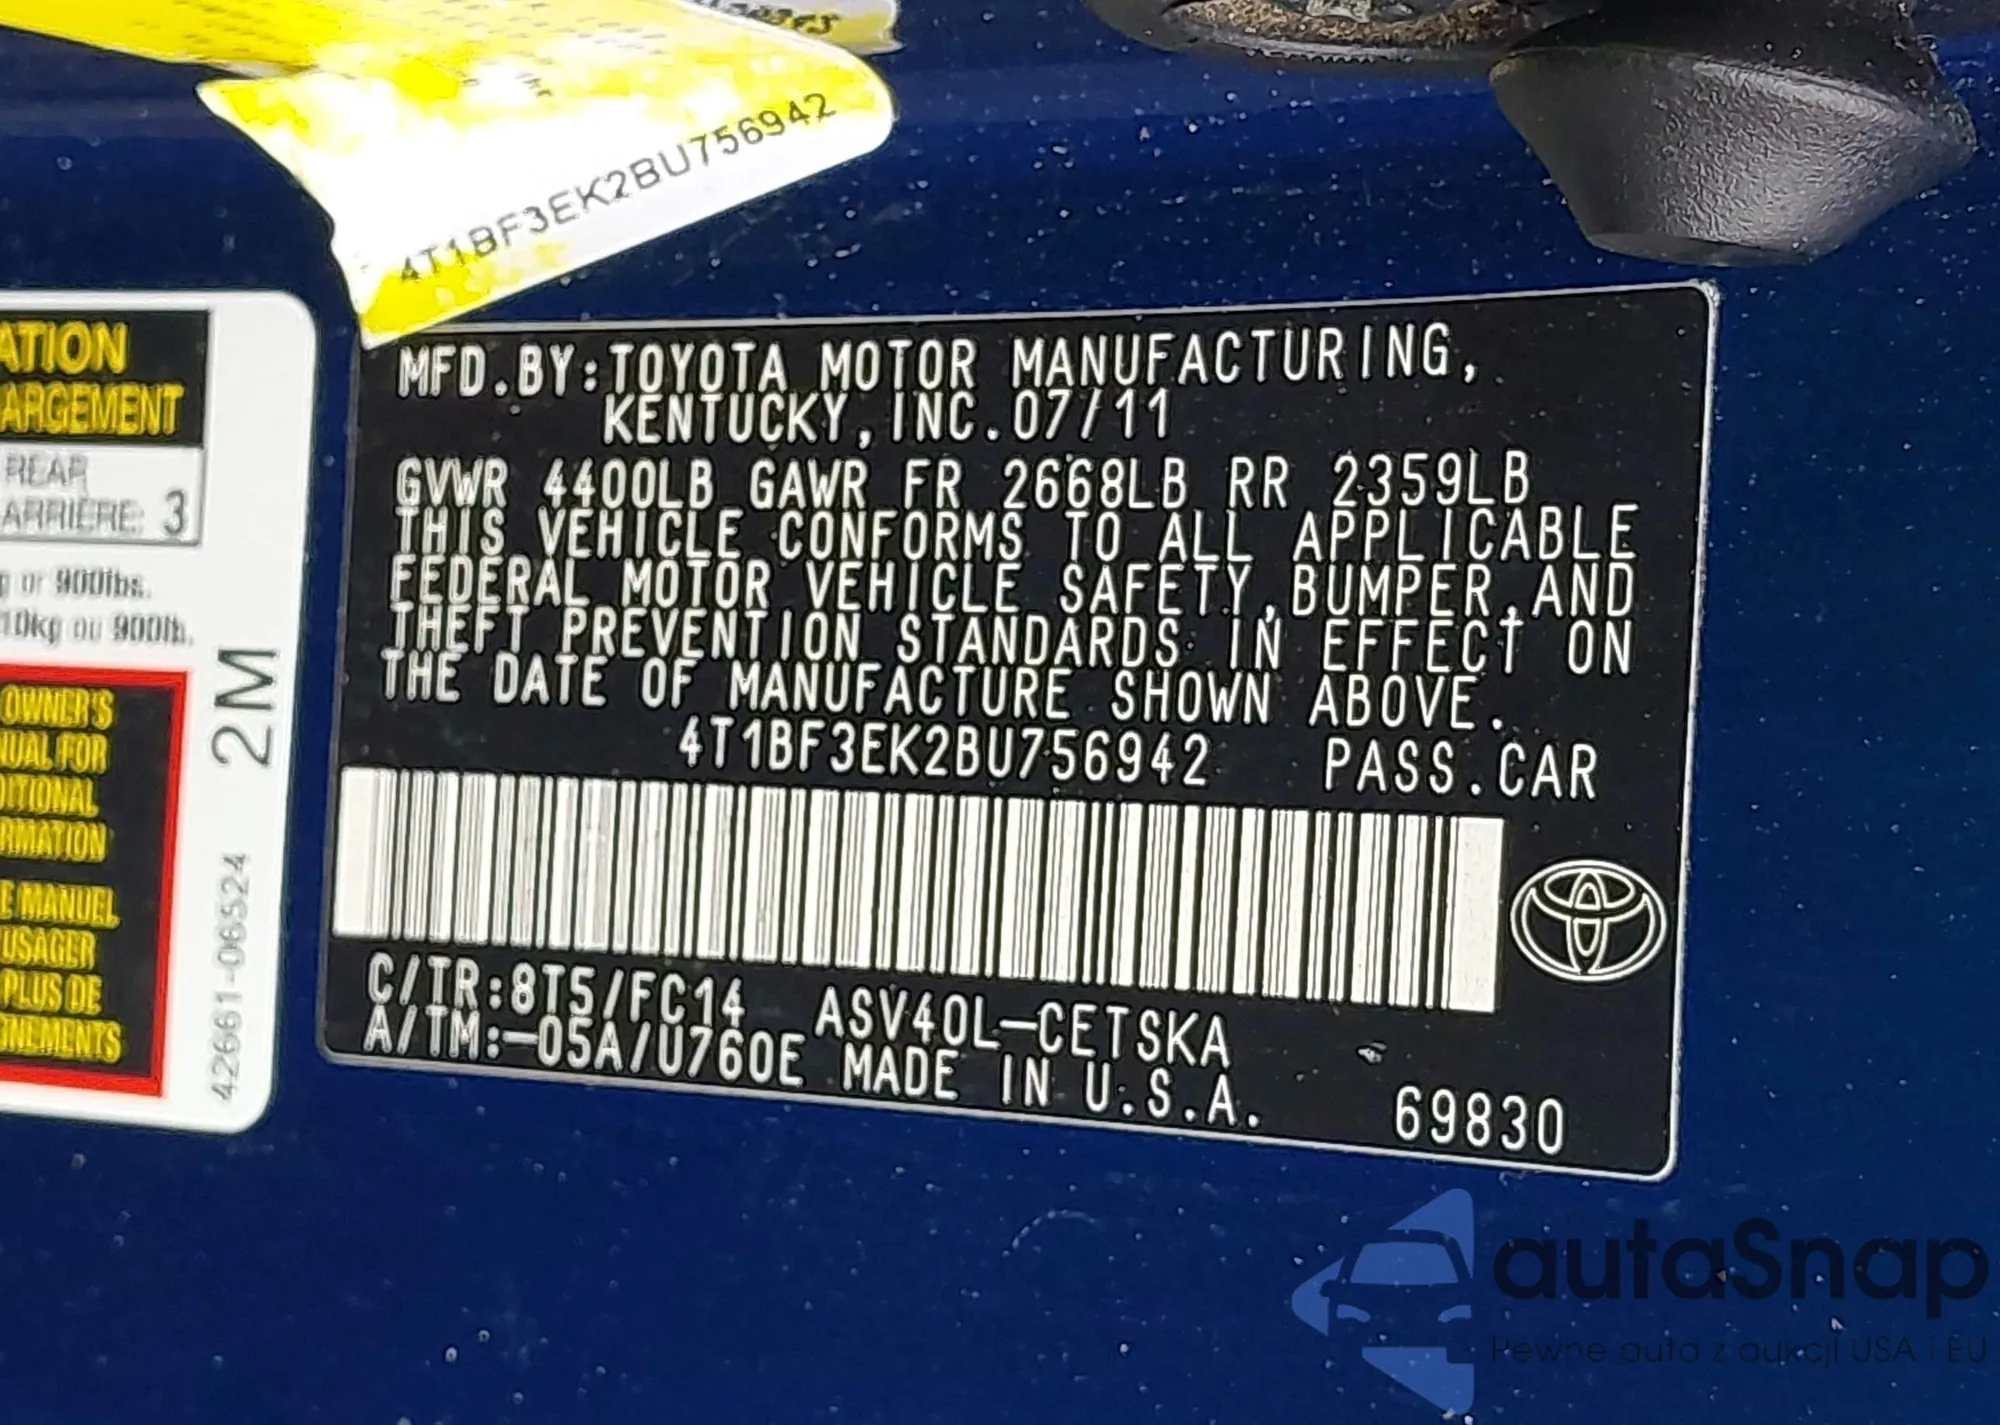 4T1BF3EK2BU756942
ATION
ARGEMENT
REAR
ARRIÈRE: 3
or 900lbs.
10kg ou 900lb.
OWNER'S
UAL FOR
ITIONAL
RMATION
E MANUEL
USAGER
PLUS DE
NEMENTS
2M
42661-06524
MFD.BY:TOYOTA MOTOR MANUFACTURING,
KENTUCKY, INC.07/11
GVWR 4400LB GAWR FR 2668LB RR 2359LB
THIS VEHICLE CONFORMS TO ALL APPLICABLE
FEDERAL MOTOR VEHICLE SAFETY,BUMPER,AND
THEFT PREVENTION STANDARDS IN EFFECT ON
THE DATE OF MANUFACTURE SHOWN ABOVE.
4T1BF3EK2BU756942 PASS.CAR
C/TR:8T5/FC14 ASV40L-CETSKA
A/TM:-05A/U760E MADE IN U.S.A. 69830
autaSnap
Pewne auta z aukcji USA i EU